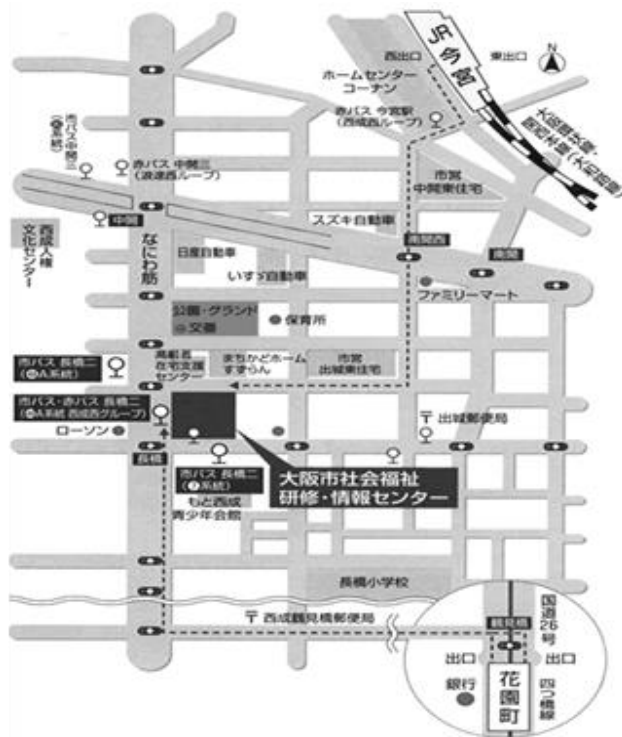 西出口
JR今宮
東出口
N
ホームセンター
コーナン
赤バス 今宮駅
(西成西ループ)
市バス中開三
赤バス 中開三
(浪速西ループ)
市営
中開東住宅
スズキ自動車
中開
南開西
南開
西成人権
文化センター
なにわ筋
日産自動車
いすゞ自動車
ファミリーマート
公園・グランド
交番
保育所
高齢者
在宅支援
センター
まちかどホーム
すずらん
市営
出城東住宅
市バス 長橋二
市バス・赤バス 長橋二
ローソン
〒出城郵便局
長橋
市バス 長橋二
(⑦系統)
大阪市社会福祉
研修・情報センター
もと西成
青少年会館
長橋小学校
〒西成鶴見橋郵便局
鶴見橋
国道26号
出口
出口
銀行
花園町
四つ橋線